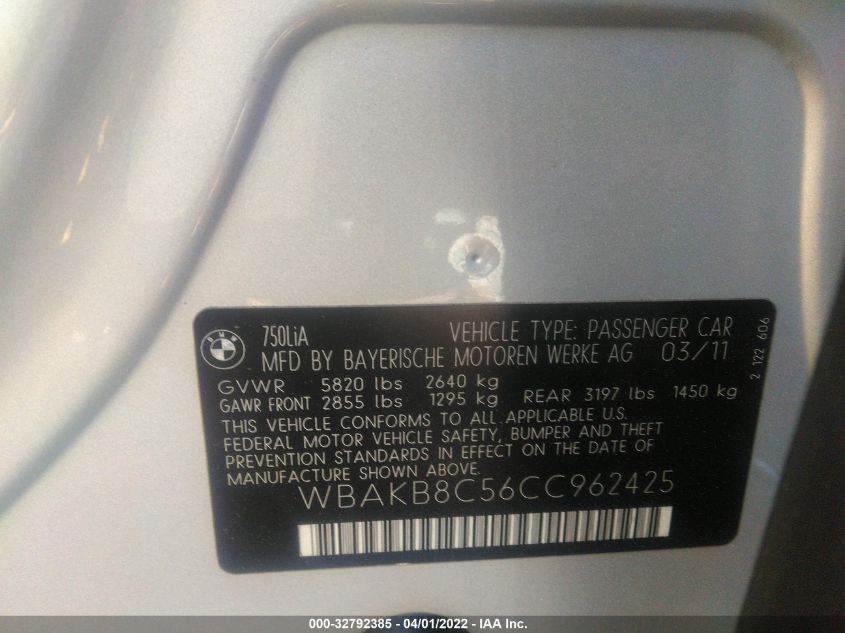 BMW
750LiA VEHICLE TYPE: PASSENGER CAR
MFD BY BAYERISCHE MOTOREN WERKE AG 03/11
GVWR 5820 lbs 2640 kg
GAWR FRONT 2855 lbs 1295 kg REAR 3197 lbs 1450 kg
THIS VEHICLE CONFORMS TO ALL APPLICABLE U.S.
FEDERAL MOTOR VEHICLE SAFETY, BUMPER AND THEFT
PREVENTION STANDARDS IN EFFECT ON THE DATE OF
MANUFACTURE SHOWN ABOVE.
WBAKB8C56CC962425
2 122 606
000-32792385 - 04/01/2022 - IAA Inc.